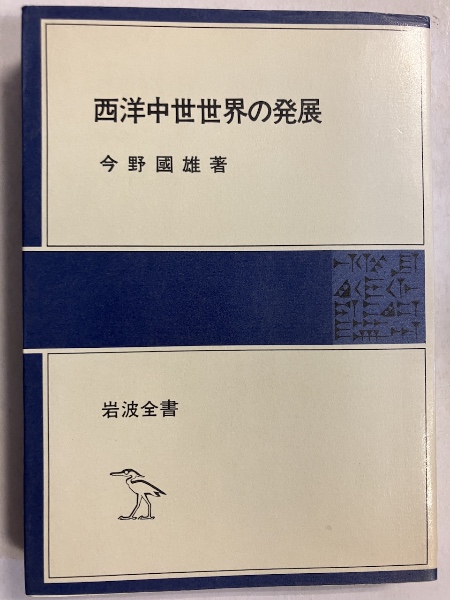 西洋中世世界の発展
今野國雄著
岩波全書